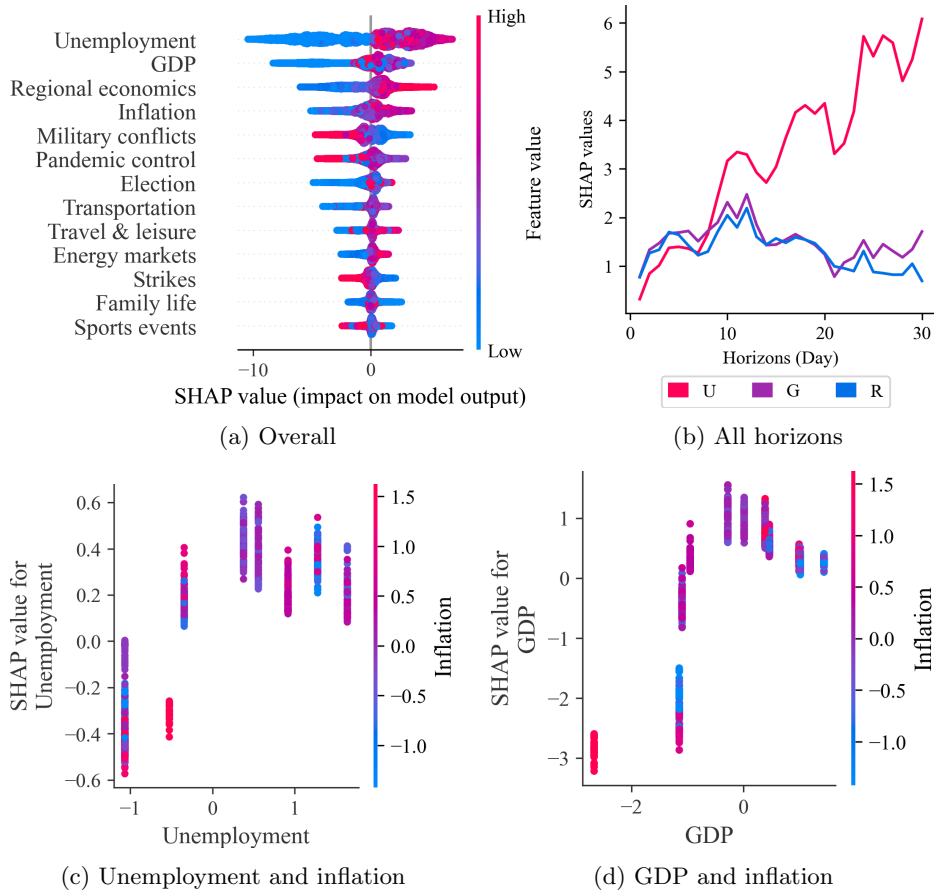 High
Unemployment
GDP
Regional economics
Inflation
Military conflicts
Pandemic control
Election
Transportation
Travel & leisure
Energy markets
Strikes
Family life
Sports events
Low
Feature value
−10
0
SHAP value (impact on model output)
(a) Overall
6
5
4
3
2
1
SHAP values
0
10
20
30
Horizons (Day)
U
G
R
(b) All horizons
0.6
0.4
0.2
0.0
−0.2
−0.4
−0.6
SHAP value for
Unemployment
−1
0
1
Unemployment
1.5
1.0
0.5
0.0
−0.5
−1.0
Inflation
(c) Unemployment and inflation
1
0
−1
−2
−3
SHAP value for
GDP
−2
0
GDP
1.5
1.0
0.5
0.0
−0.5
−1.0
Inflation
(d) GDP and inflation